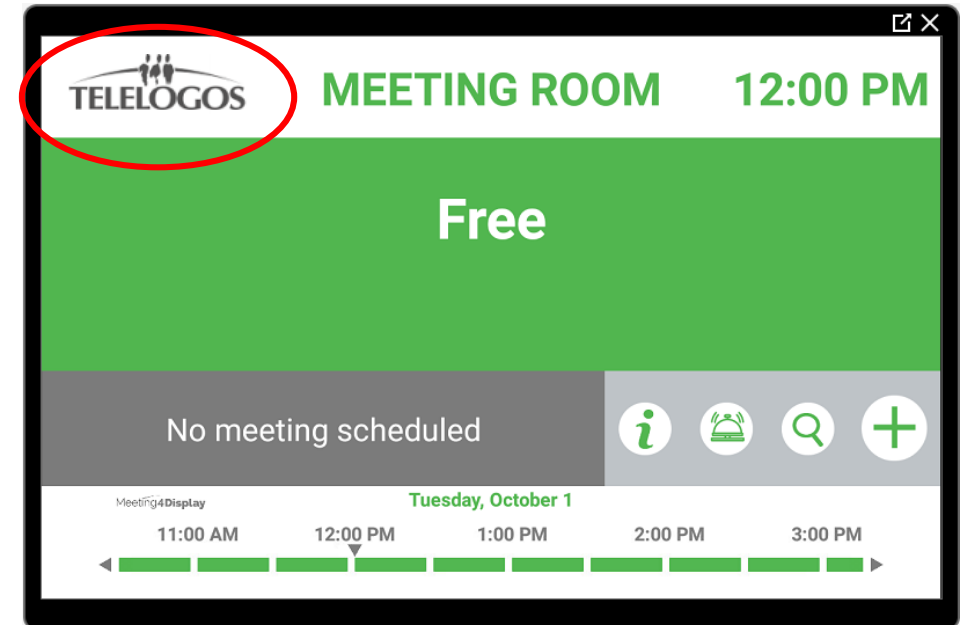 TELELOGOS
MEETING ROOM
12:00 PM
Free
No meeting scheduled
i
Meeting4Display
Tuesday, October 1
11:00 AM 12:00 PM 1:00 PM 2:00 PM 3:00 PM